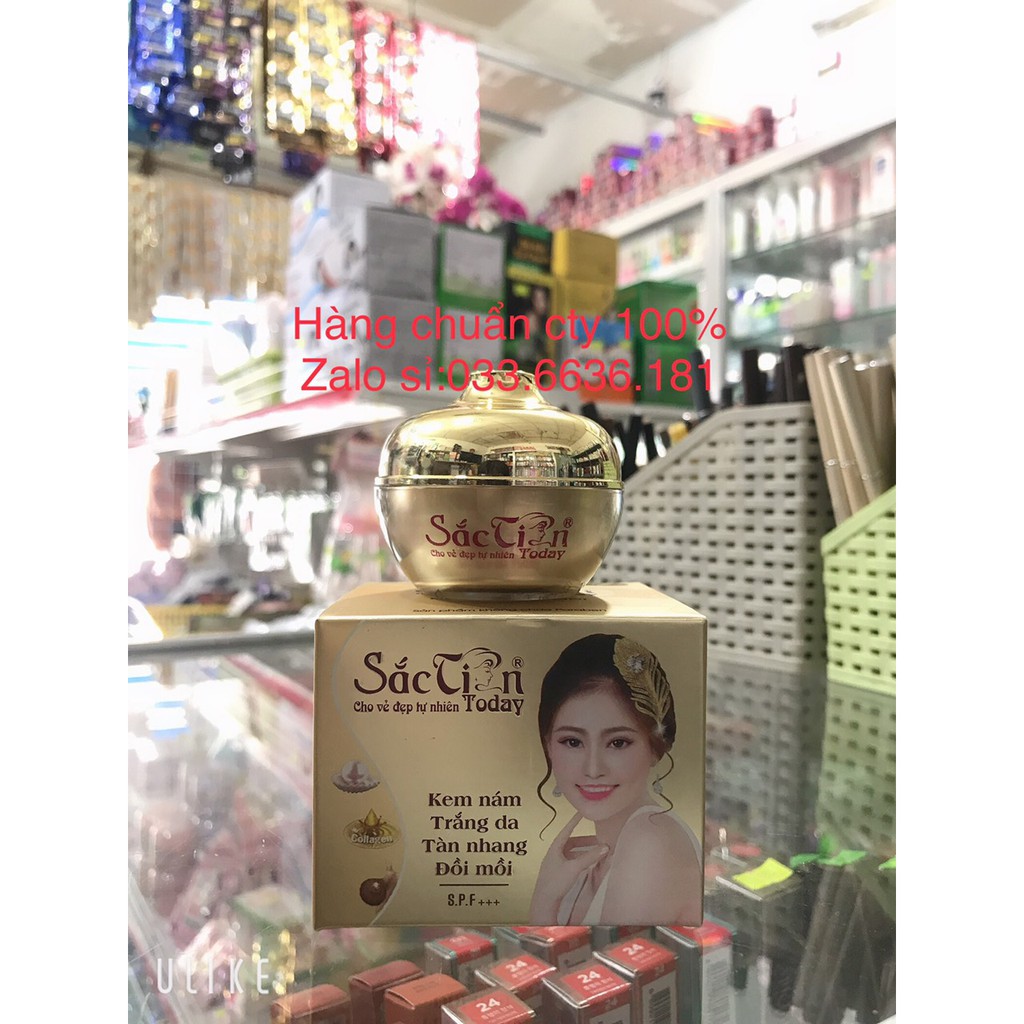 Hàng chuẩn cty 100%
Zalo sỉ:033.6636.181
SắcTiên®
Cho vẻ đẹp tự nhiên Today
SắcTiên®
Cho vẻ đẹp tự nhiên Today
Kem nám
Trắng da
Collagen
Tàn nhang
Đồi mồi
S.P.F +++
24
24
24
24
ULIKE